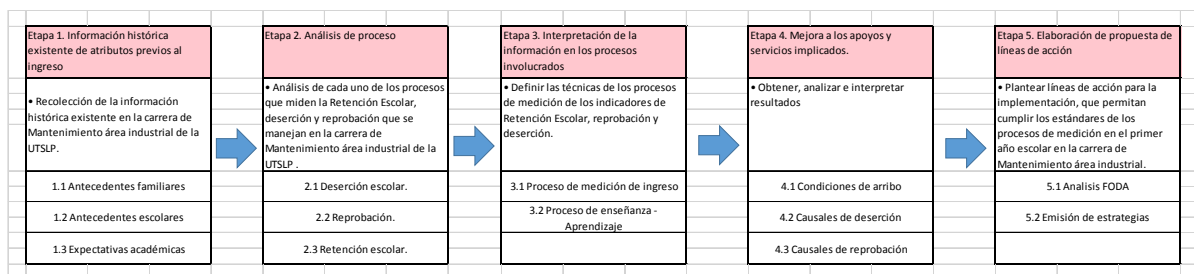 Etapa 1. Información histórica
existente de atributos previos al
ingreso
• Recolección de la información
histórica existente en la carrera de
Mantenimiento área industrial de la
UTSLP.
1.1 Antecedentes familiares
1.2 Antecedentes escolares
1.3 Expectativas académicas
Etapa 2. Análisis de proceso
• Análisis de cada uno de los procesos
que miden la Retención Escolar,
deserción y reprobación que se
manejan en la carrera de
Mantenimiento área industrial de la
UTSLP .
2.1 Deserción escolar.
2.2 Reprobación.
2.3 Retención escolar.
Etapa 3. Interpretación de la
información en los procesos
involucrados
• Definir las técnicas de los procesos
de medición de los indicadores de
Retención Escolar, reprobación y
deserción.
3.1 Proceso de medición de ingreso
3.2 Proceso de enseñanza -
Aprendizaje
Etapa 4. Mejora a los apoyos y
servicios implicados.
• Obtener, analizar e interpretar
resultados
4.1 Condiciones de arribo
4.2 Causales de deserción
4.3 Causales de reprobación
Etapa 5. Elaboración de propuesta de
líneas de acción
• Plantear líneas de acción para la
implementación, que permitan
cumplir los estándares de los
procesos de medición en el primer
año escolar en la carrera de
Mantenimiento área industrial.
5.1 Analisis FODA
5.2 Emisión de estrategias